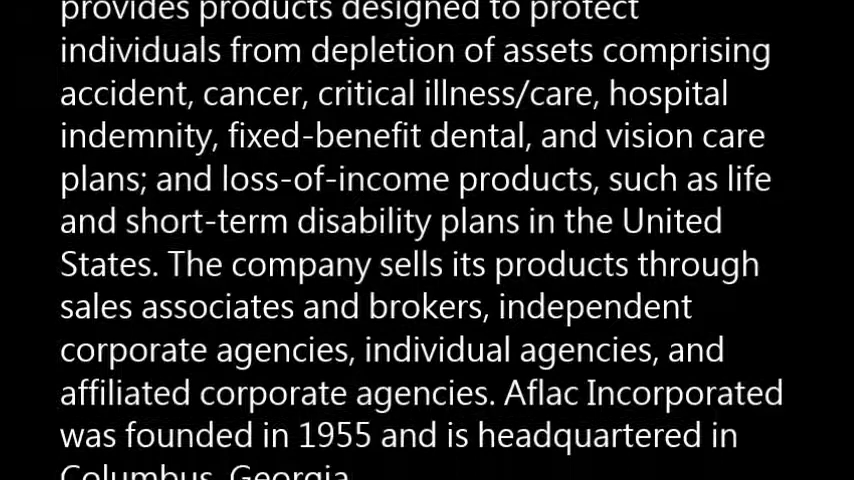 provides products designed to protect
individuals from depletion of assets comprising
accident, cancer, critical illness/care, hospital
indemnity, fixed-benefit dental, and vision care
plans; and loss-of-income products, such as life
and short-term disability plans in the United
States. The company sells its products through
sales associates and brokers, independent
corporate agencies, individual agencies, and
affiliated corporate agencies. Aflac Incorporated
was founded in 1955 and is headquartered in
Columbus, Georgia